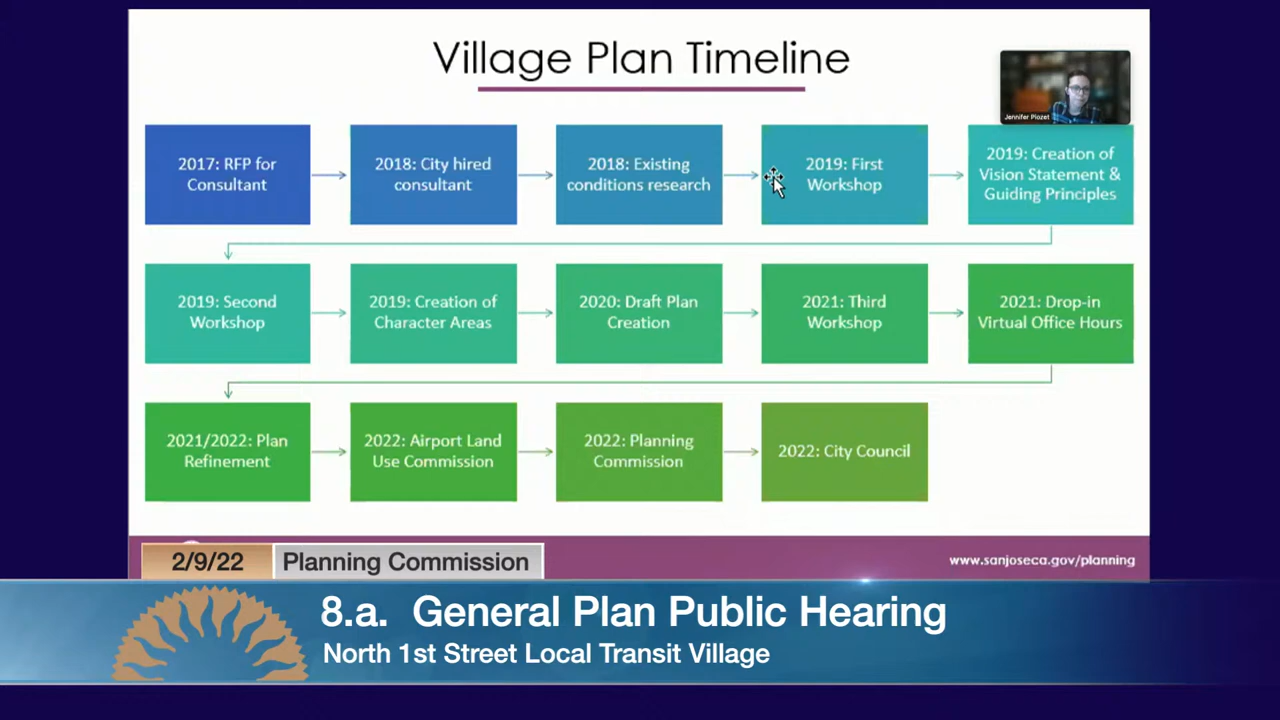 Village Plan Timeline
Jennifer Piozet
2017: RFP for
Consultant
2018: City hired
consultant
2018: Existing
conditions research
2019: First
Workshop
2019: Creation of
Vision Statement &
Guiding Principles
2019: Second
Workshop
2019: Creation of
Character Areas
2020: Draft Plan
Creation
2021: Third
Workshop
2021: Drop-in
Virtual Office Hours
2021/2022: Plan
Refinement
2022: Airport Land
Use Commission
2022: Planning
Commission
2022: City Council
www.sanjoseca.gov/planning
2/9/22
Planning Commission
8.a. General Plan Public Hearing
North 1st Street Local Transit Village